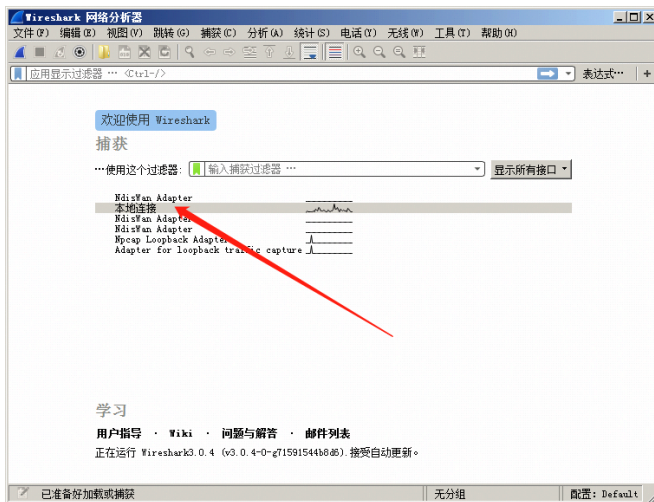 Wireshark 网络分析器
文件(F) 编辑(E) 视图(V) 跳转(G) 捕获(C) 分析(A) 统计(S) 电话(Y) 无线(W) 工具(T) 帮助(H)
应用显示过滤器 … <Ctrl-/> 表达式… +
欢迎使用 Wireshark
捕获
…使用这个过滤器: 输入捕获过滤器 … 显示所有接口
NdisWan Adapter
本地连接
NdisWan Adapter
NdisWan Adapter
Npcap Loopback Adapter
Adapter for loopback traffic capture
学习
用户指导 · Wiki · 问题与解答 · 邮件列表
正在运行 Wireshark3.0.4 (v3.0.4-0-g71591544b8d6).接受自动更新。
已准备好加载或捕获 无分组 配置: Default